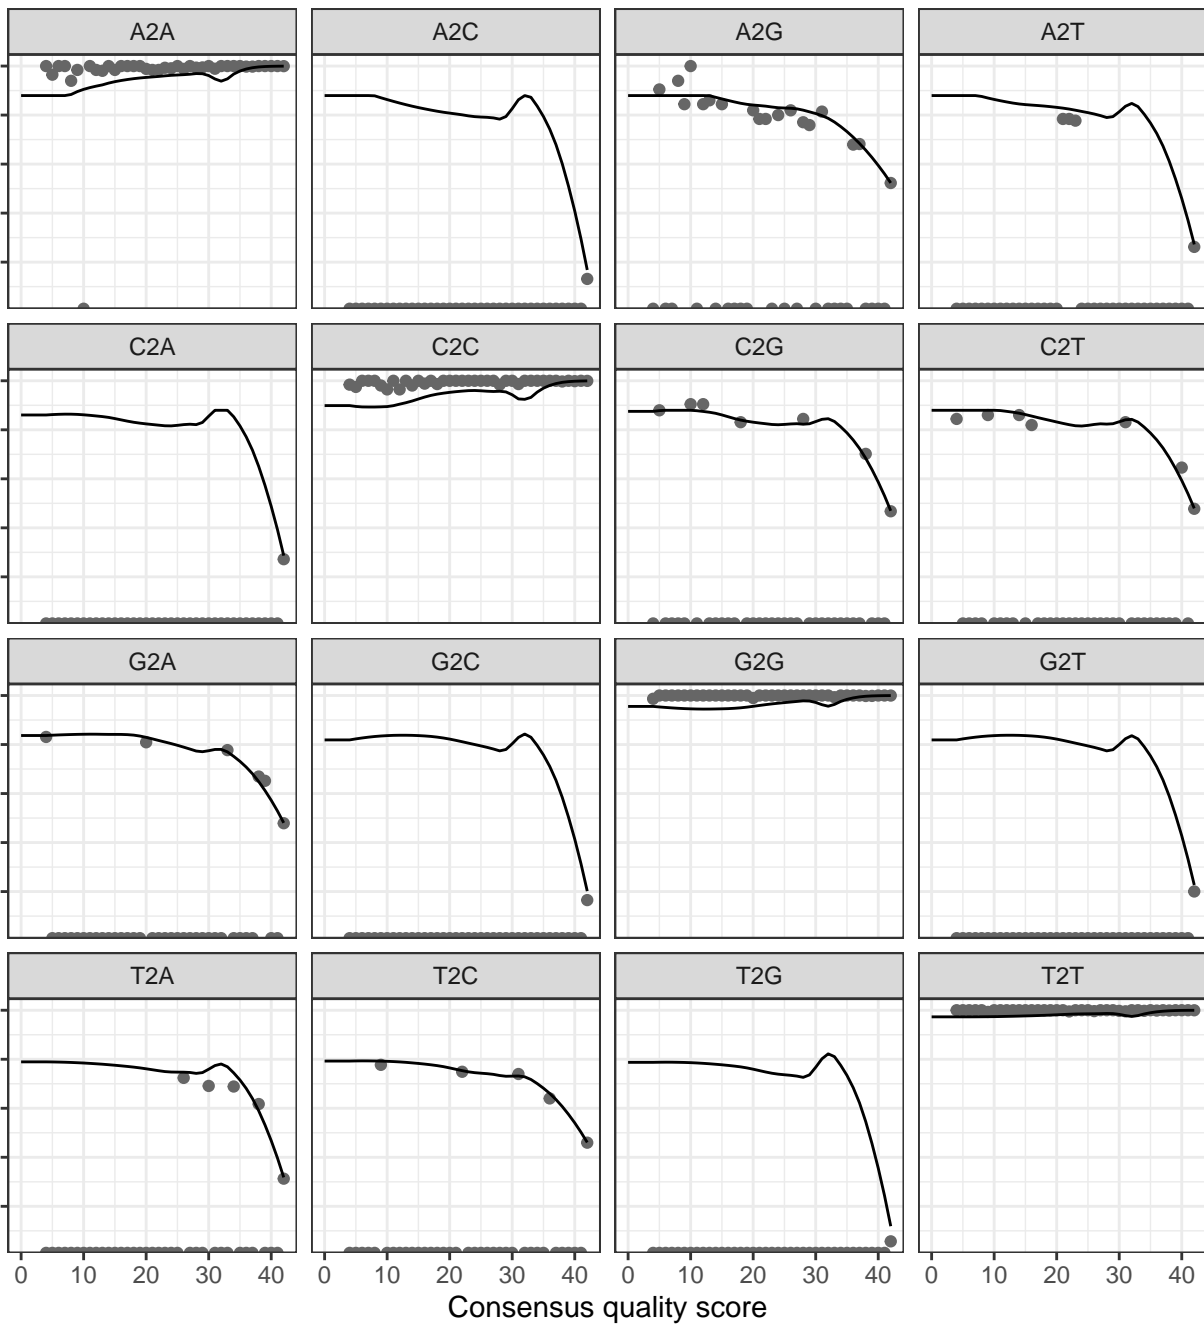 A2A A2C A2G A2T
C2A C2C C2G C2T
G2A G2C G2G G2T
T2A T2C T2G T2T
0 10 20 30 40 0 10 20 30 40 0 10 20 30 40 0 10 20 30 40
Consensus quality score